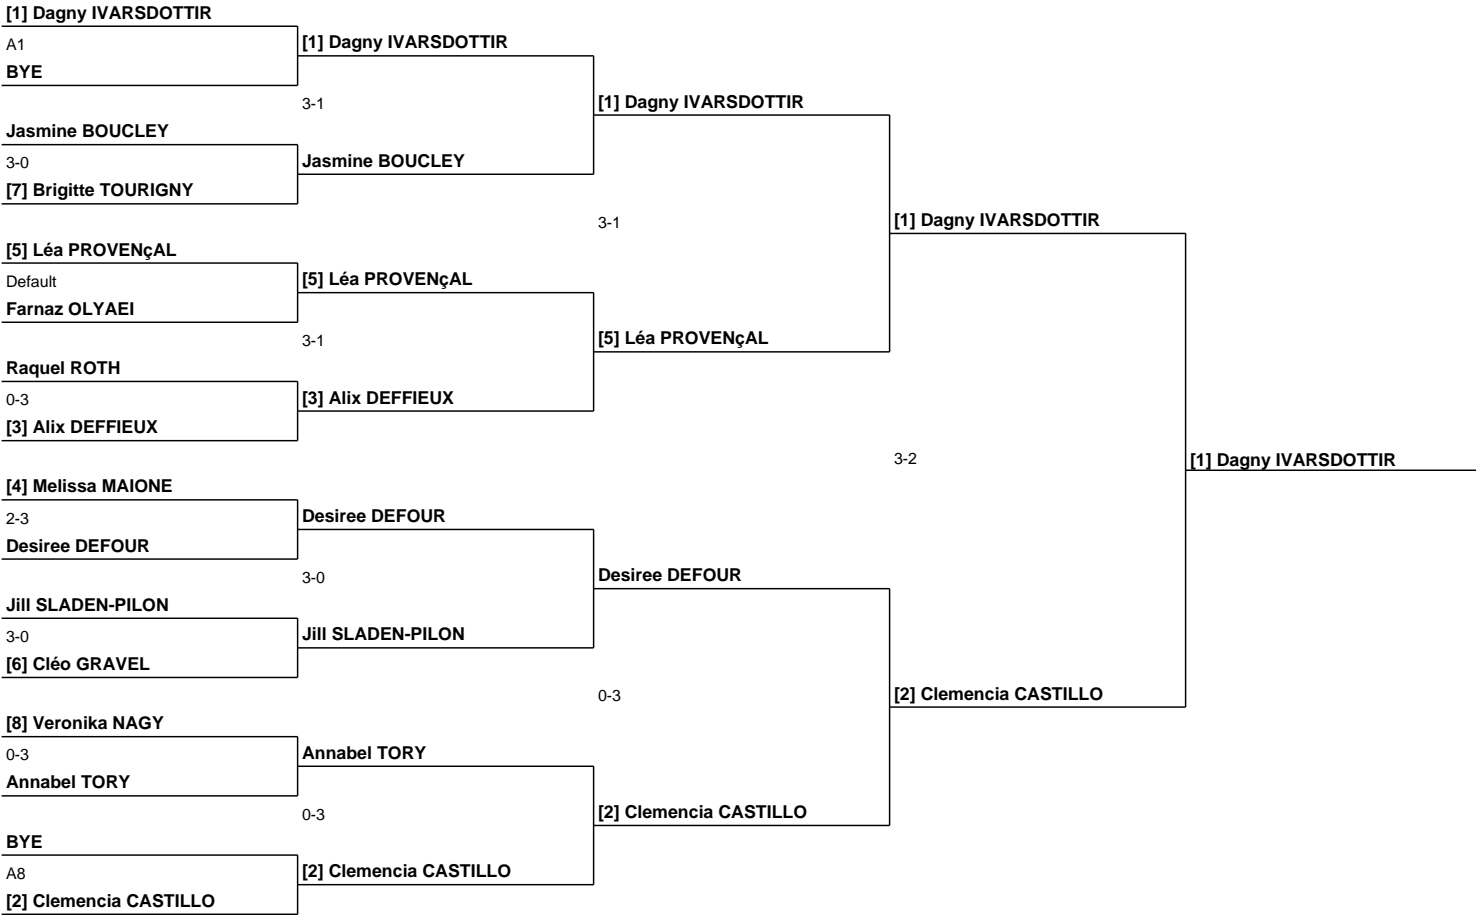 [1] Dagny IVARSDOTTIR
A1
[1] Dagny IVARSDOTTIR
BYE
3-1
[1] Dagny IVARSDOTTIR
Jasmine BOUCLEY
3-0
Jasmine BOUCLEY
[7] Brigitte TOURIGNY
3-1
[1] Dagny IVARSDOTTIR
[5] Léa PROVENçAL
Default
[5] Léa PROVENçAL
Farnaz OLYAEI
3-1
[5] Léa PROVENçAL
Raquel ROTH
0-3
[3] Alix DEFFIEUX
[3] Alix DEFFIEUX
3-2
[1] Dagny IVARSDOTTIR
[4] Melissa MAIONE
2-3
Desiree DEFOUR
Desiree DEFOUR
3-0
Desiree DEFOUR
Jill SLADEN-PILON
3-0
Jill SLADEN-PILON
[6] Cléo GRAVEL
0-3
[2] Clemencia CASTILLO
[8] Veronika NAGY
0-3
Annabel TORY
Annabel TORY
0-3
[2] Clemencia CASTILLO
BYE
A8
[2] Clemencia CASTILLO
[2] Clemencia CASTILLO